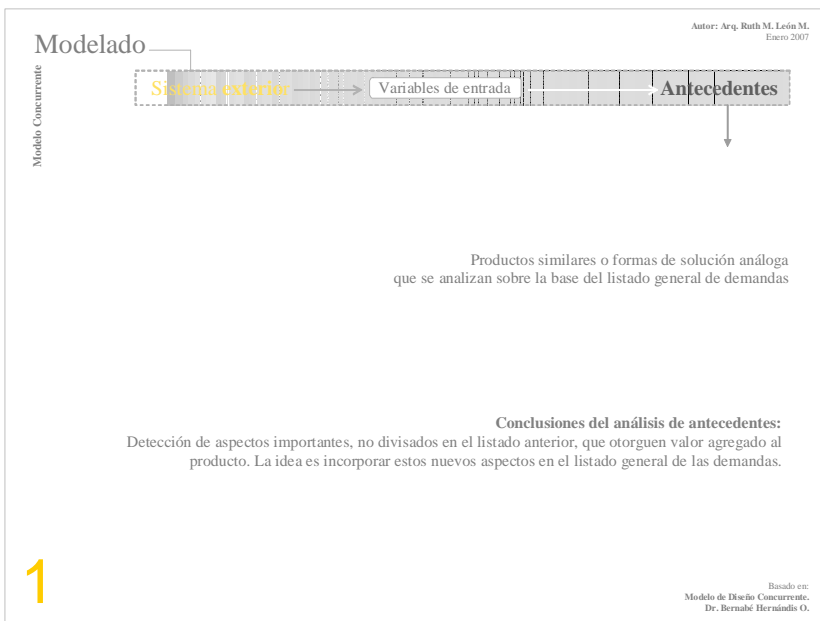 Autor: Arq. Ruth M. León M.
Enero 2007
Modelado
Modelo Concurrente
Sistema exterior
Variables de entrada
Antecedentes
Productos similares o formas de solución análoga
que se analizan sobre la base del listado general de demandas
Conclusiones del análisis de antecedentes:
Detección de aspectos importantes, no divisados en el listado anterior, que otorguen valor agregado al
producto. La idea es incorporar estos nuevos aspectos en el listado general de las demandas.
1
Basado en:
Modelo de Diseño Concurrente.
Dr. Bernabé Hernándis O.